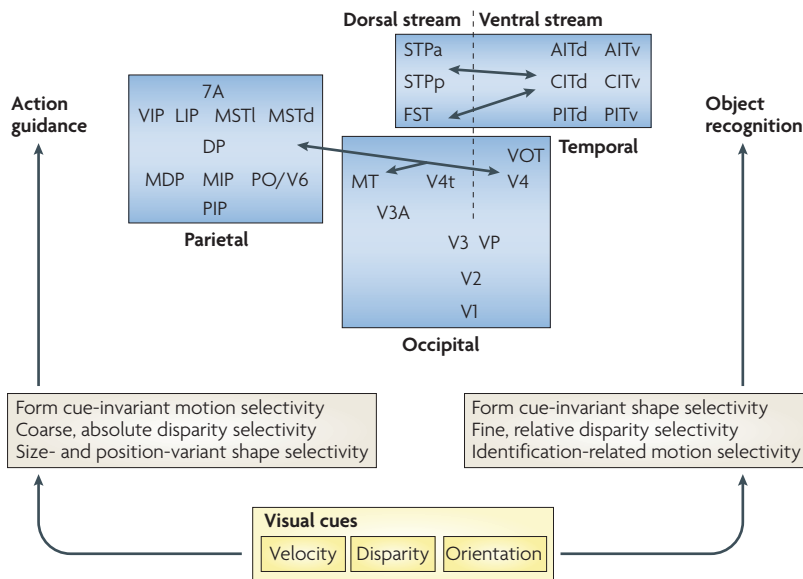 Dorsal stream Ventral stream
STPa AITd AITv
STPp CITd CITv
FST PITd PITv
Temporal
7A
VIP LIP MSTl MSTd
DP
MDP MIP PO/V6
PIP
Parietal
VOT
MT V4t V4
V3A
V3 VP
V2
V1
Occipital
Action
guidance
Object
recognition
Form cue-invariant motion selectivity
Coarse, absolute disparity selectivity
Size- and position-variant shape selectivity
Form cue-invariant shape selectivity
Fine, relative disparity selectivity
Identification-related motion selectivity
Visual cues
Velocity Disparity Orientation